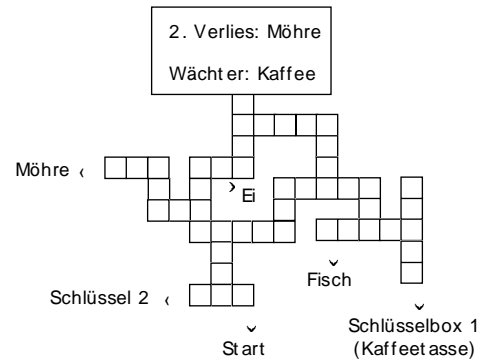 2. Verlies: Möhre
Wächter: Kaffee
Möhre
Ei
Fisch
Schlüssel 2
Start
Schlüsselbox 1
(Kaffeetasse)